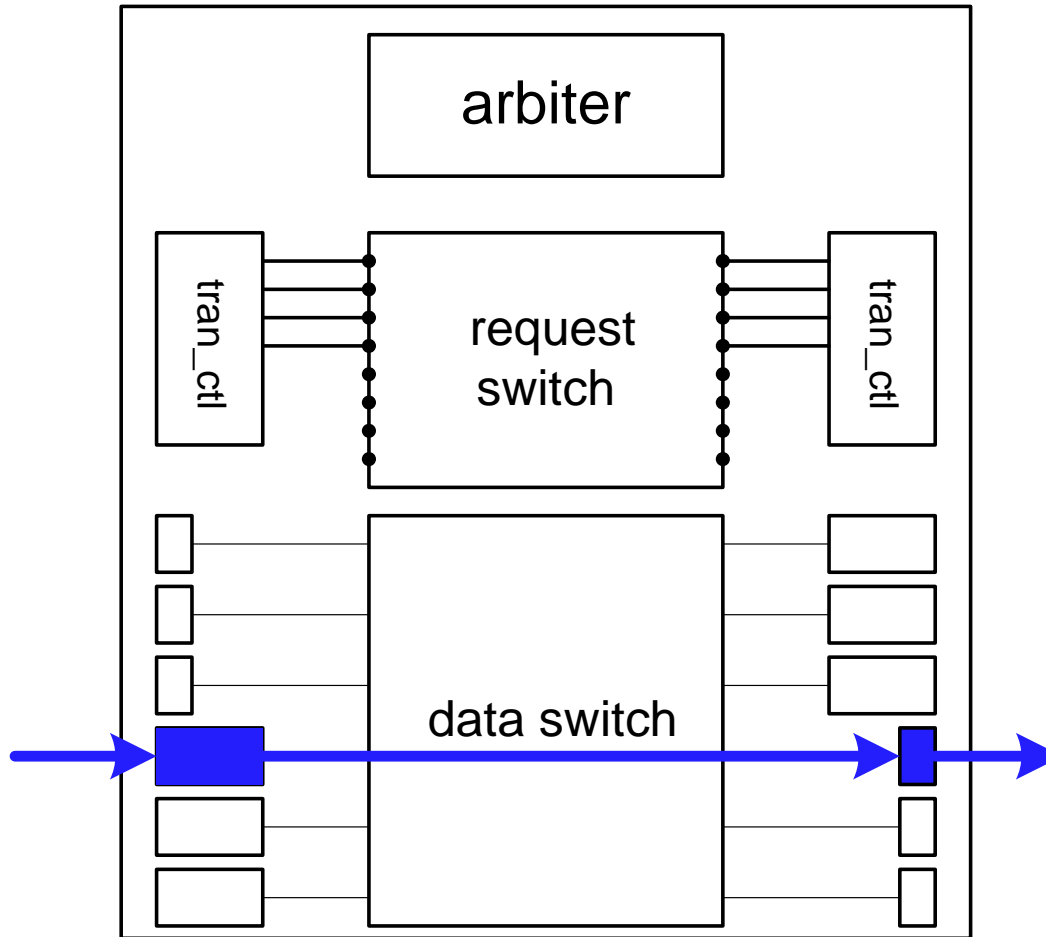 arbiter
tran_ctl
request
switch
tran_ctl
data switch